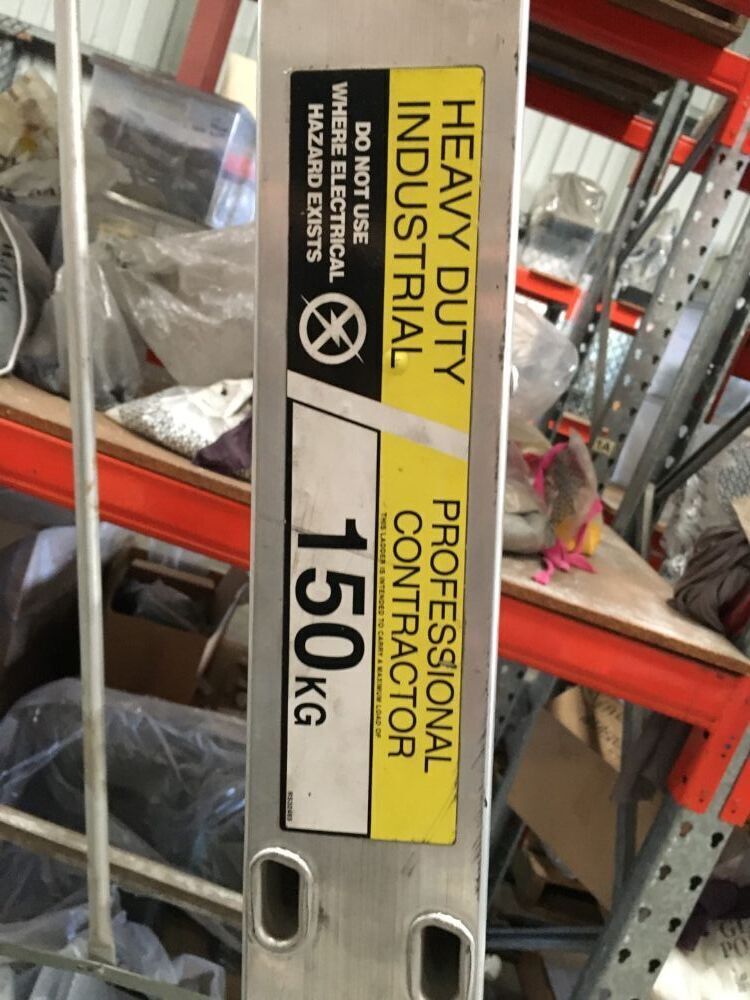 HEAVY DUTY
INDUSTRIAL
DO NOT USE
WHERE ELECTRICAL
HAZARD EXISTS
PROFESSIONAL
CONTRACTOR
THIS LADDER IS INTENDED TO CARRY A MAXIMUM LOAD OF
150KG
1A